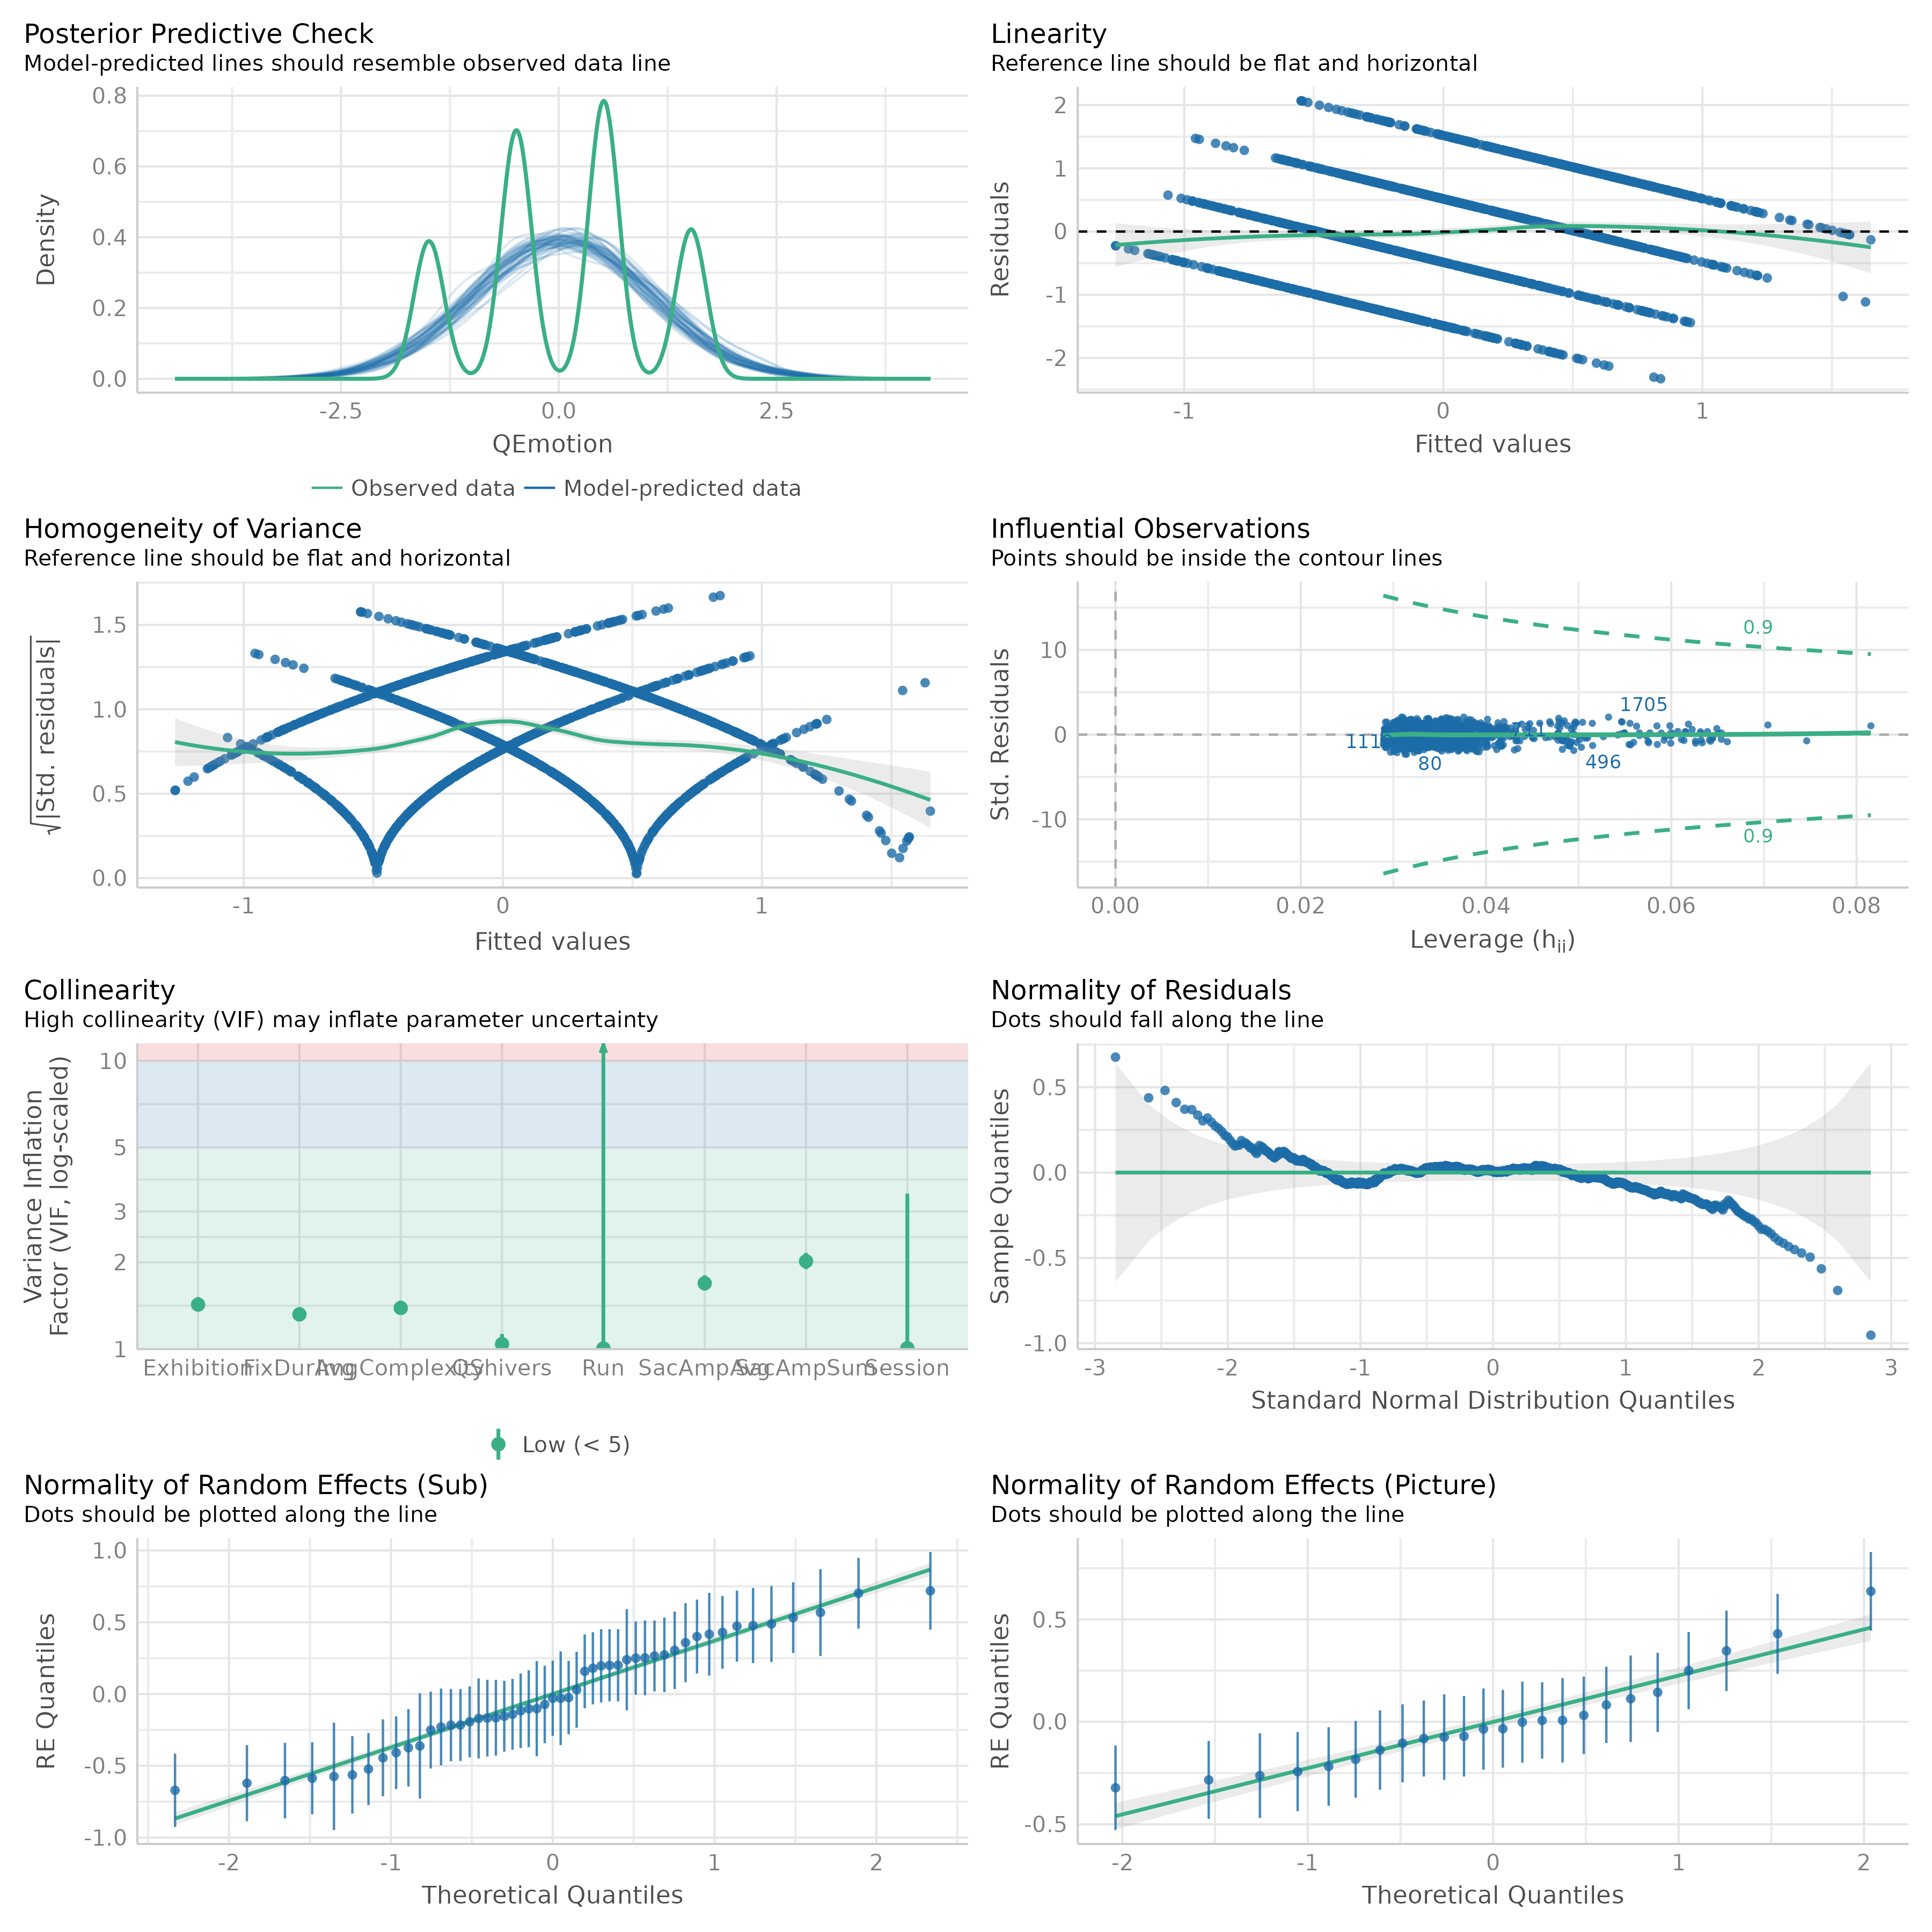 Posterior Predictive Check
Model-predicted lines should resemble observed data line
0.8
0.6
0.4
0.2
0.0
Density
-2.5
0.0
2.5
QEmotion
Observed data
Model-predicted data
Linearity
Reference line should be flat and horizontal
2
1
0
-1
-2
Residuals
-1
0
1
Fitted values
Homogeneity of Variance
Reference line should be flat and horizontal
1.5
1.0
0.5
0.0
√|Std. residuals|
-1
0
1
Fitted values
Influential Observations
Points should be inside the contour lines
10
0
-10
Std. Residuals
0.9
1705
80
496
0.9
0.00
0.02
0.04
0.06
0.08
Leverage (hii)
Collinearity
High collinearity (VIF) may inflate parameter uncertainty
10
5
3
2
1
Variance Inflation
Factor (VIF, log-scaled)
Exhibition
Run
Session
Low (< 5)
Normality of Residuals
Dots should fall along the line
0.5
0.0
-0.5
-1.0
Sample Quantiles
-3
-2
-1
0
1
2
3
Standard Normal Distribution Quantiles
Normality of Random Effects (Sub)
Dots should be plotted along the line
1.0
0.5
0.0
-0.5
-1.0
RE Quantiles
-2
-1
0
1
2
Theoretical Quantiles
Normality of Random Effects (Picture)
Dots should be plotted along the line
0.5
0.0
-0.5
RE Quantiles
-2
-1
0
1
2
Theoretical Quantiles